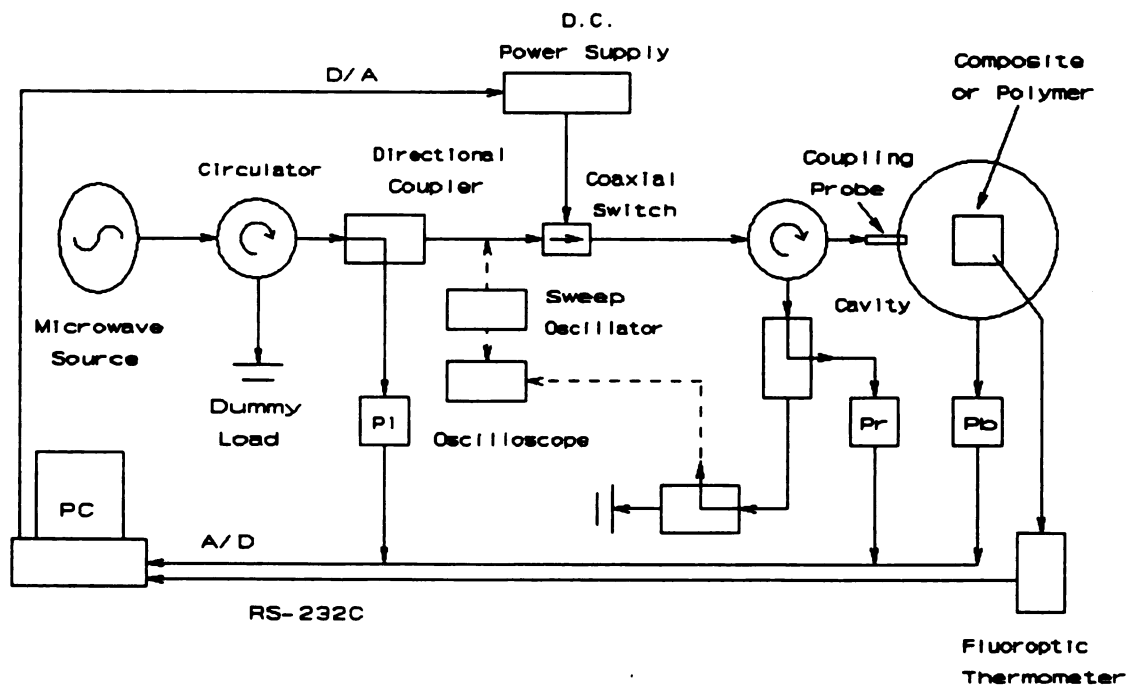 D.C.
Power Supply
D/A
Composite
or Polymer
Circulator
Directional
Coupler
Coaxial
Switch
Coupling
Probe
Microwave
Source
Sweep
Oscillator
Cavity
Dummy
Load
Pi
Oscilloscope
Pr
Pb
PC
A/D
RS-232C
Fluoroptic
Thermometer